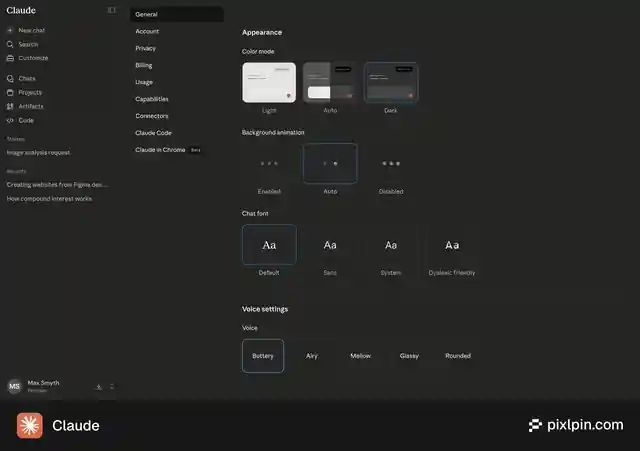 Claude
New chat
Search
Customize
Chats
Projects
Artifacts
Code
Starred
Image analysis request
Recents
Creating websites from Figma des...
How compound interest works
MS
Max Smyth
General
Account
Privacy
Billing
Usage
Capabilities
Connectors
Claude Code
Claude in Chrome Beta
Appearance
Color mode
Light
Auto
Dark
Background animation
Enabled
Auto
Disabled
Chat font
Aa
Aa
Aa
Aa
Default
Sans
System
Dyslexic friendly
Voice settings
Voice
Buttery
Airy
Mellow
Glassy
Rounded
Claude
pixlpin.com